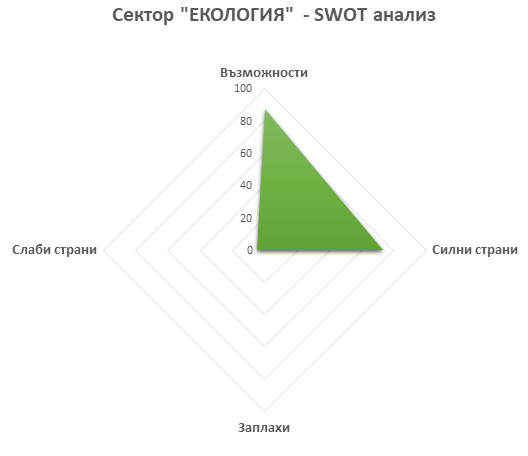 Сектор "ЕКОЛОГИЯ" - SWOT анализ
Възможности
100
80
60
40
20
0
Слаби страни
Силни страни
Заплахи